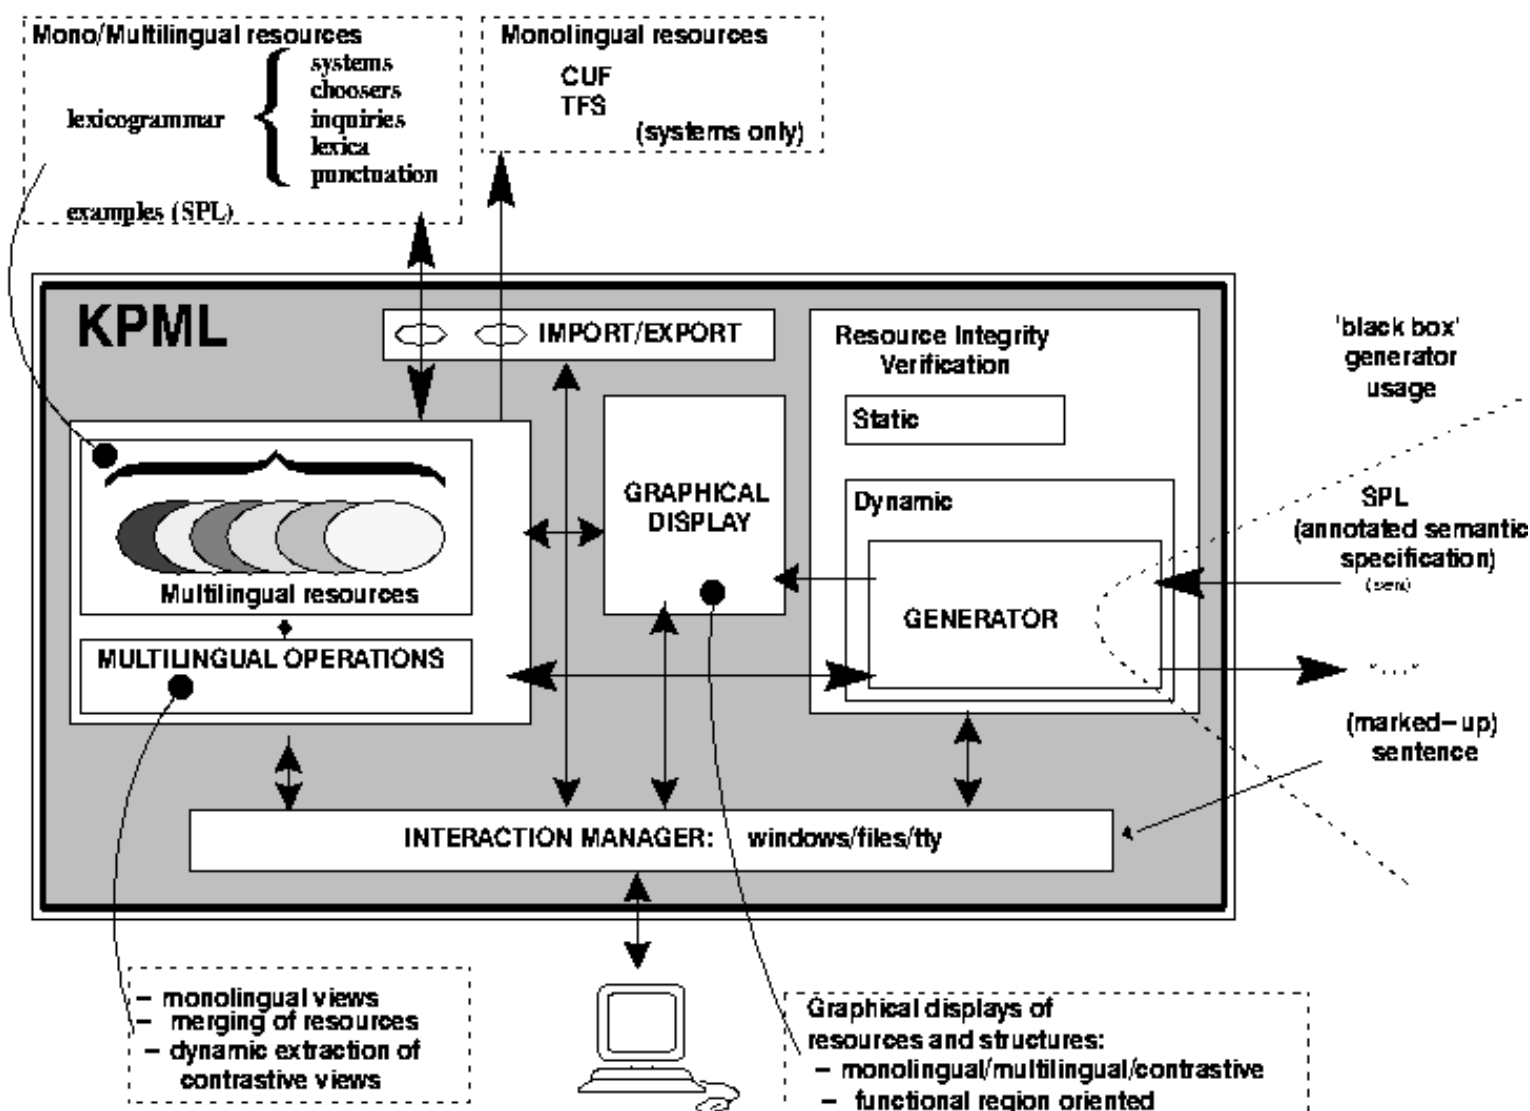 Mono/Multilingual resources
systems
choosers
lexicogrammar
inquiries
lexica
punctuation
examples (SPL)
Monolingual resources
CUF
TFS
(systems only)
KPML
IMPORT/EXPORT
Resource Integrity
Verification
Static
Dynamic
GENERATOR
GRAPHICAL
DISPLAY
Multilingual resources
MULTILINGUAL OPERATIONS
INTERACTION MANAGER: windows/files/tty
'black box'
generator
usage
SPL
(annotated semantic
specification)
(marked-up)
sentence
- monolingual views
- merging of resources
- dynamic extraction of
contrastive views
Graphical displays of
resources and structures:
- monolingual/multilingual/contrastive
- functional region oriented